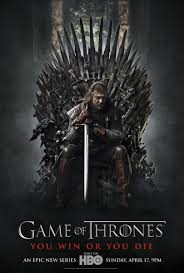 GAME OF THRONES
YOU WIN OR YOU DIE
AN EPIC NEW SERIES HBO SUNDAY, APRIL 17, 9PM.